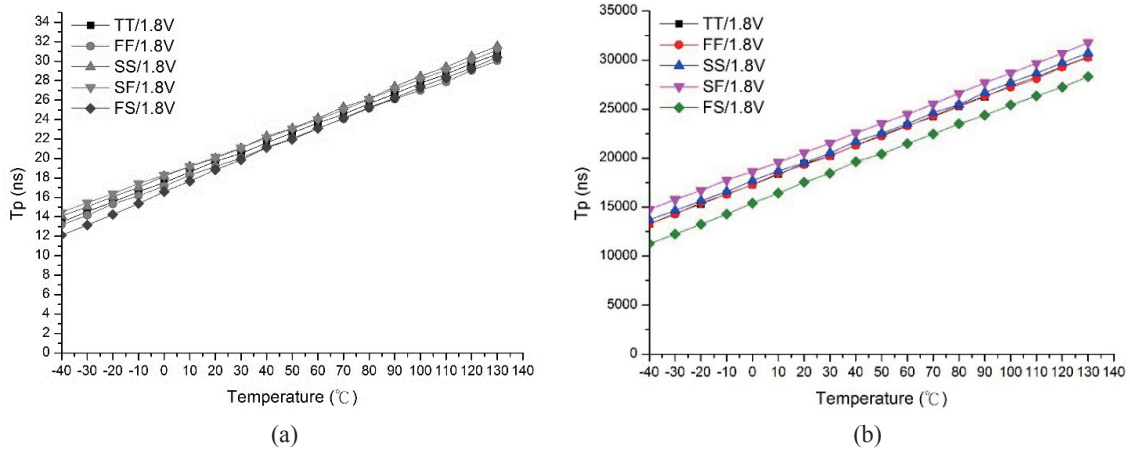 TT/1.8V
FF/1.8V
SS/1.8V
SF/1.8V
FS/1.8V
34
32
30
28
26
24
22
20
18
16
14
12
10
8
6
4
2
0
Tp (ns)
-40 -30 -20 -10 0 10 20 30 40 50 60 70 80 90 100 110 120 130 140
Temperature (℃)
(a)
TT/1.8V
FF/1.8V
SS/1.8V
SF/1.8V
FS/1.8V
35000
30000
25000
20000
15000
10000
5000
0
Tp (ns)
-40 -30 -20 -10 0 10 20 30 40 50 60 70 80 90 100 110 120 130 140
Temperature (℃)
(b)